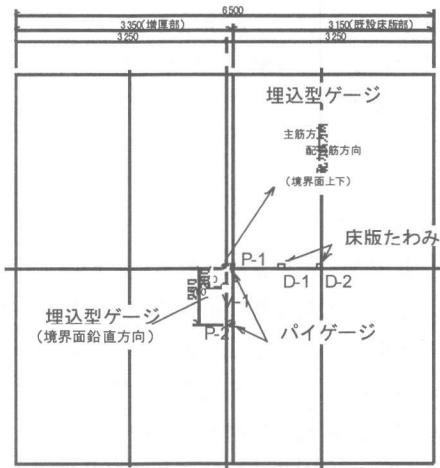 6500
3350(増厚部)
3150(既設床版部)
3250
3250
埋込型ゲージ
主筋方向
配力筋方向
(境界面上下)
床版たわみ
P-1
D-1
D-2
埋込型ゲージ
(境界面鉛直方向)
P-2
パイゲージ